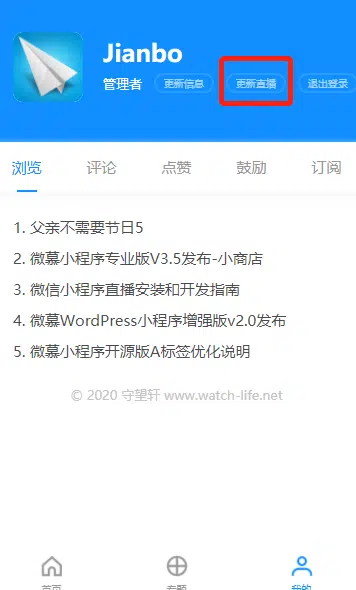 Jianbo
管理者 更新信息 更新直播 退出登录
浏览 评论 点赞 鼓励 订阅
1. 父亲不需要节日5
2. 微慕小程序专业版V3.5发布-小商店
3. 微信小程序直播安装和开发指南
4. 微慕WordPress小程序增强版v2.0发布
5. 微慕小程序开源版A标签优化说明
© 2020 守望轩 www.watch-life.net
首页 专题 我的